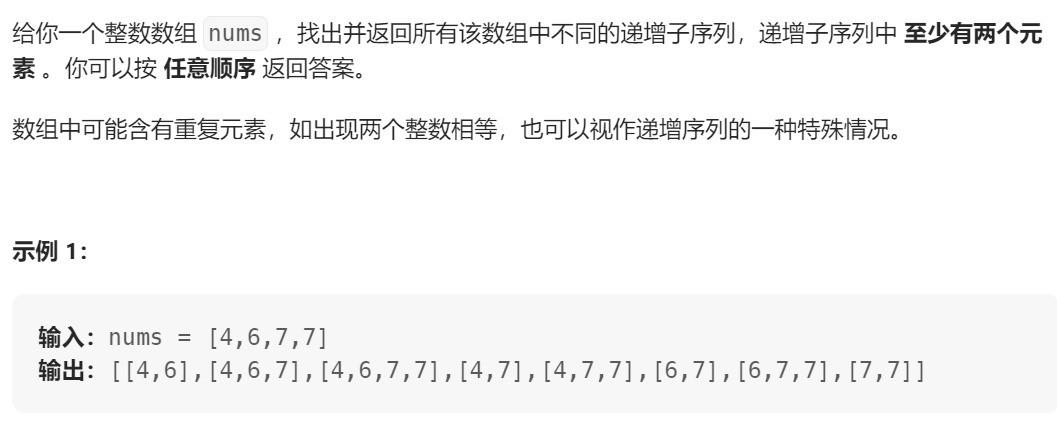 给你一个整数数组 nums ，找出并返回所有该数组中不同的递增子序列，递增子序列中 至少有两个元
素 。你可以按 任意顺序 返回答案。
数组中可能含有重复元素，如出现两个整数相等，也可以视作递增序列的一种特殊情况。
示例 1：
输入：nums = [4,6,7,7]
输出：[[4,6],[4,6,7],[4,6,7,7],[4,7],[4,7,7],[6,7],[6,7,7],[7,7]]